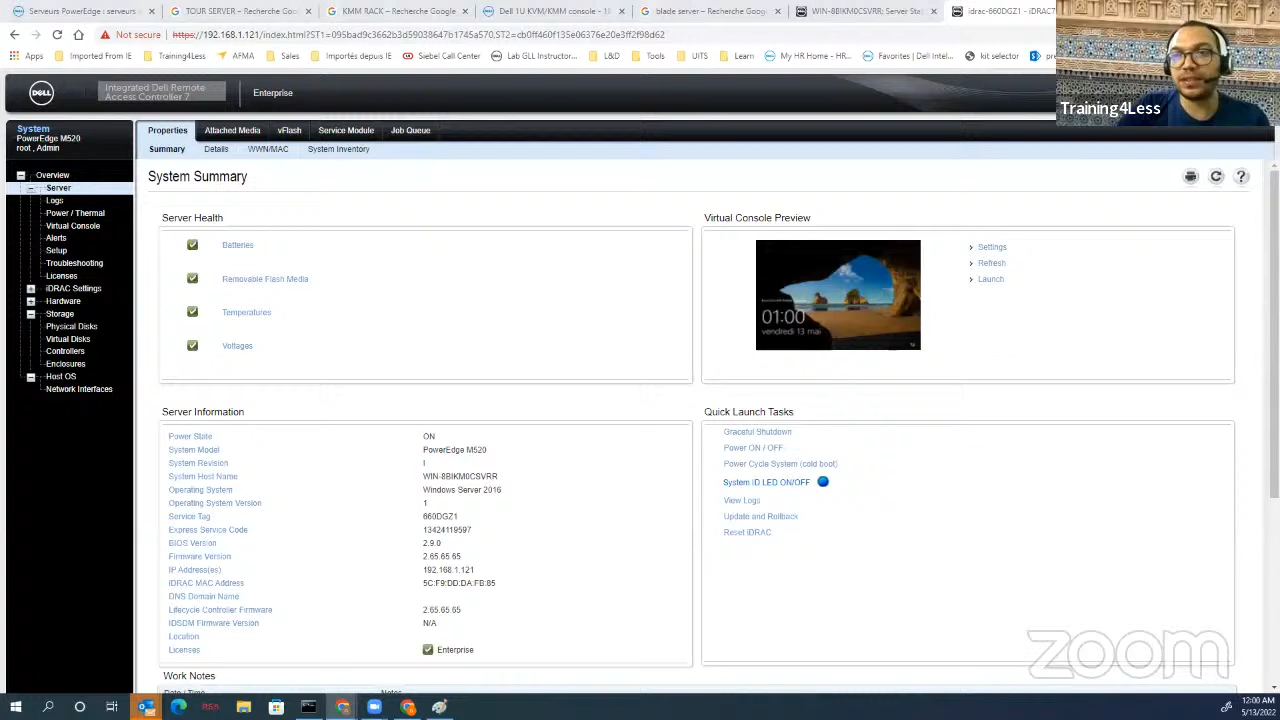 Serveurs PowerEdge : serveurs
TOUR SERVER – Recherche Google
KMM RACK – Recherche Google
Dell 1U KVM/KMM console - 1
blade server – Recherche Google
WIN-8BIKM0CSVRR: Server Sta
idrac-660DGZ1 - iDRAC7
Not secure
Apps
Imported From IE
Training4Less
AFMA
Sales
Importés depuis IE
Siebel Call Center
Lab GLL Instructor...
L&D
Tools
UITS
Learn
My HR Home - HR...
Favorites (Dell Intel...
kit selector
Training4Less
DELL
Integrated Dell Remote
Access Controller 7
Enterprise
System
PowerEdge M520
root , Admin
Properties
Attached Media
vFlash
Service Module
Job Queue
Summary
Details
WWN/MAC
System Inventory
Overview
Server
Logs
Power / Thermal
Virtual Console
Alerts
Setup
Troubleshooting
Licenses
iDRAC Settings
Hardware
Storage
Physical Disks
Virtual Disks
Controllers
Enclosures
Host OS
Network Interfaces
System Summary
Server Health
Batteries
Removable Flash Media
Temperatures
Voltages
Virtual Console Preview
01:00
vendredi 13 mai
Settings
Refresh
Launch
Server Information
Power State ON
System Model PowerEdge M520
System Revision I
System Host Name WIN-8BIKM0CSVRR
Operating System Windows Server 2016
Operating System Version 1
Service Tag 660DGZ1
Express Service Code 13424119597
BIOS Version 2.9.0
Firmware Version 2.65.65.65
IP Address(es) 192.168.1.121
iDRAC MAC Address 5C:F9:DD:DA:FB:85
DNS Domain Name
Lifecycle Controller Firmware 2.65.65.65
IDSDM Firmware Version N/A
Location
Licenses Enterprise
Quick Launch Tasks
Graceful Shutdown
Power ON / OFF
Power Cycle System (cold boot)
System ID LED ON/OFF
View Logs
Update and Rollback
Reset iDRAC
Work Notes
zoom
12:00 AM
5/13/2022